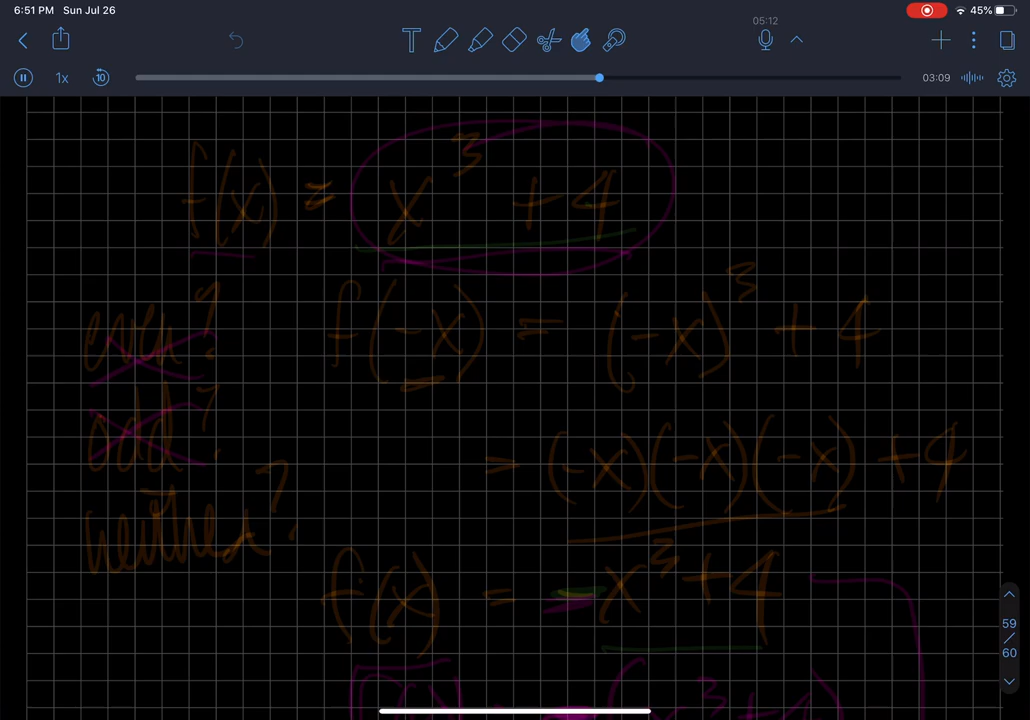 6:51 PM Sun Jul 26
45%
05:12
1x
10
03:09
f(x) = x³ + 4
even?
f(-x) = (-x)³ + 4
odd?
= (-x)(-x)(-x) + 4
neither?
f(x) = -x³ + 4
59
/
60